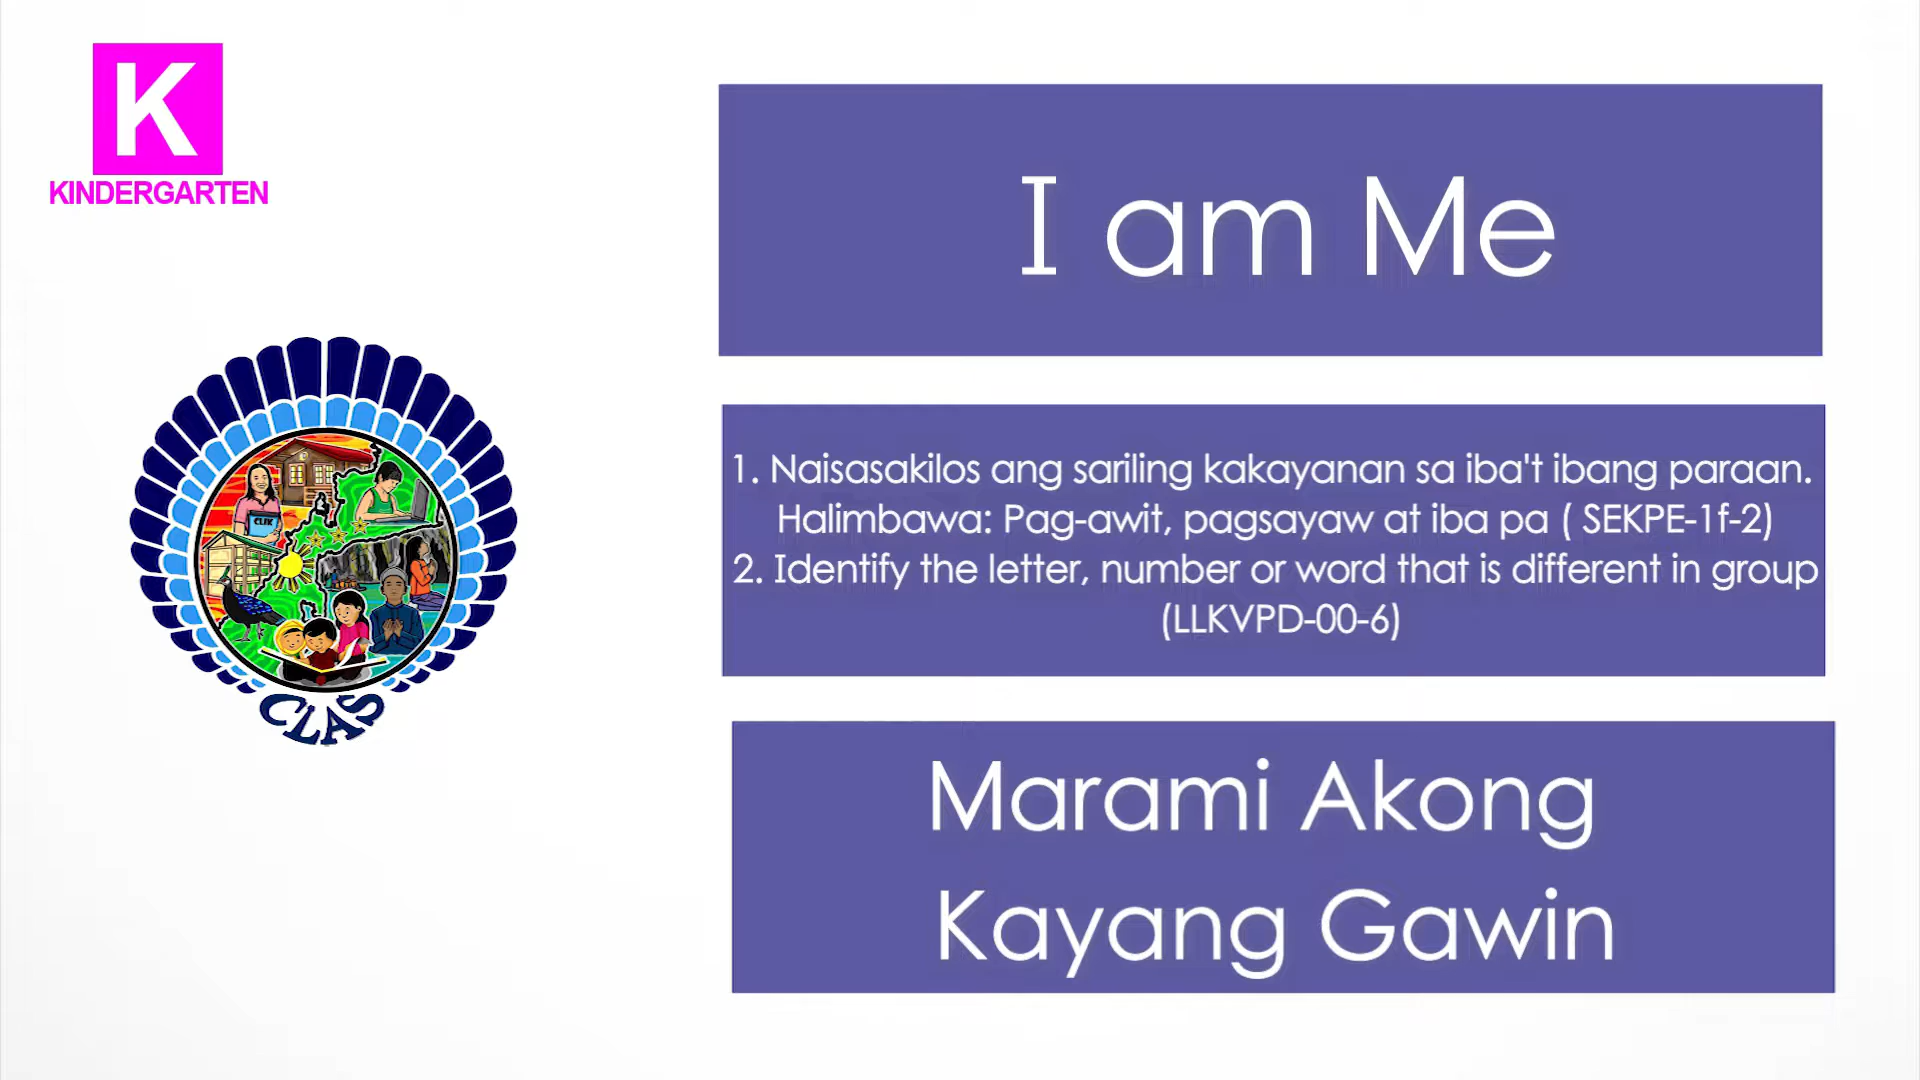 K
KINDERGARTEN
I am Me
1. Naisasakilos ang sariling kakayanan sa iba't ibang paraan.
Halimbawa: Pag-awit, pagsayaw at iba pa ( SEKPE-1f-2)
2. Identify the letter, number or word that is different in group
(LLKVPD-00-6)
CLIK
CLAS
Marami Akong
Kayang Gawin